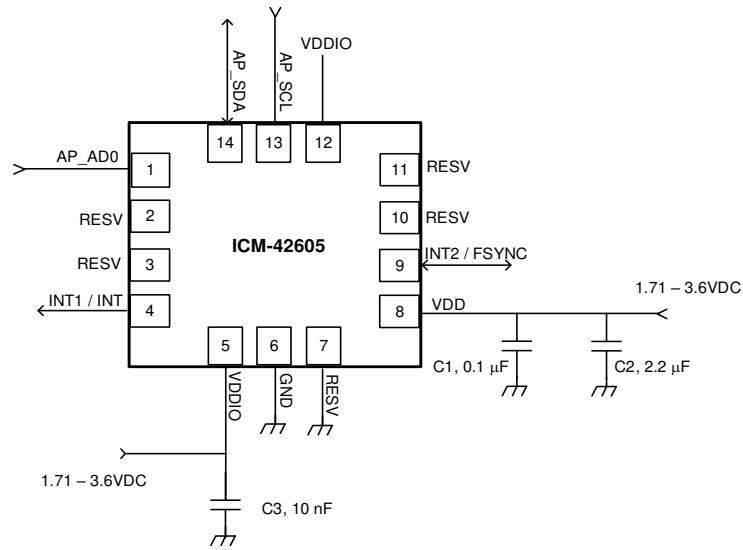 AP_SDA
AP_SCL
VDDIO
14
13
12
AP_AD0
1
11
RESV
RESV
2
10
RESV
ICM-42605
RESV
3
9
INT2 / FSYNC
INT1 / INT
4
8
VDD
1.71 – 3.6VDC
5
6
7
VDDIO
GND
RESV
C1, 0.1 μF
C2, 2.2 μF
1.71 – 3.6VDC
C3, 10 nF